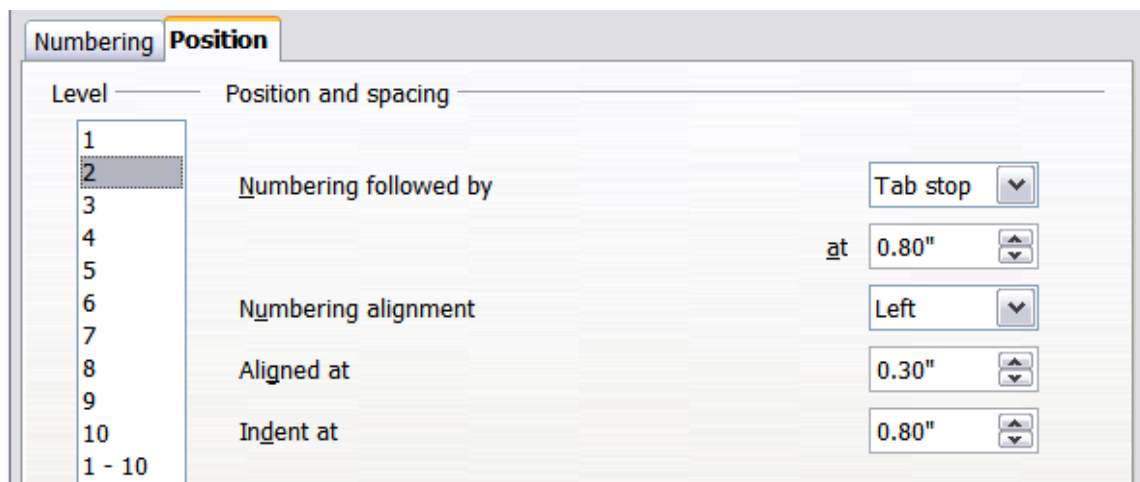 Numbering Position
Level Position and spacing
1
2
3
4
5
6
7
8
9
10
1 - 10
Numbering followed by Tab stop
at 0.80"
Numbering alignment Left
Aligned at 0.30"
Indent at 0.80"